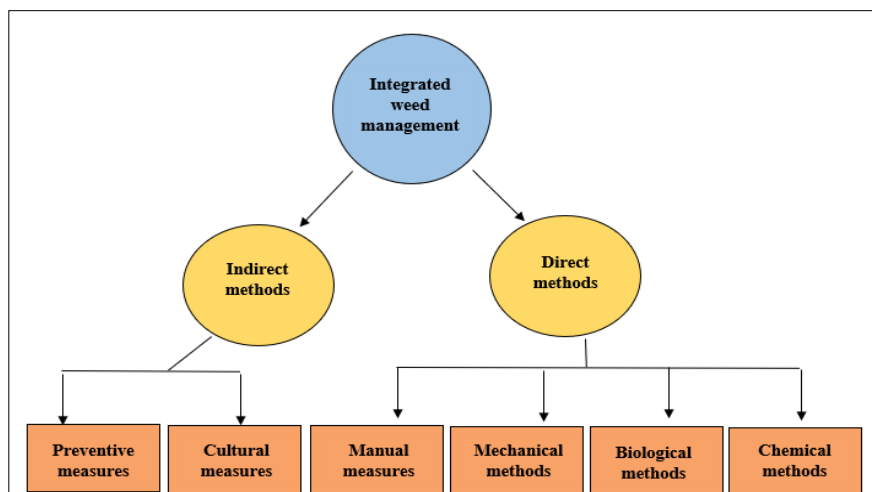 Integrated
weed
management
Indirect
methods
Direct
methods
Preventive
measures
Cultural
measures
Manual
measures
Mechanical
methods
Biological
methods
Chemical
methods